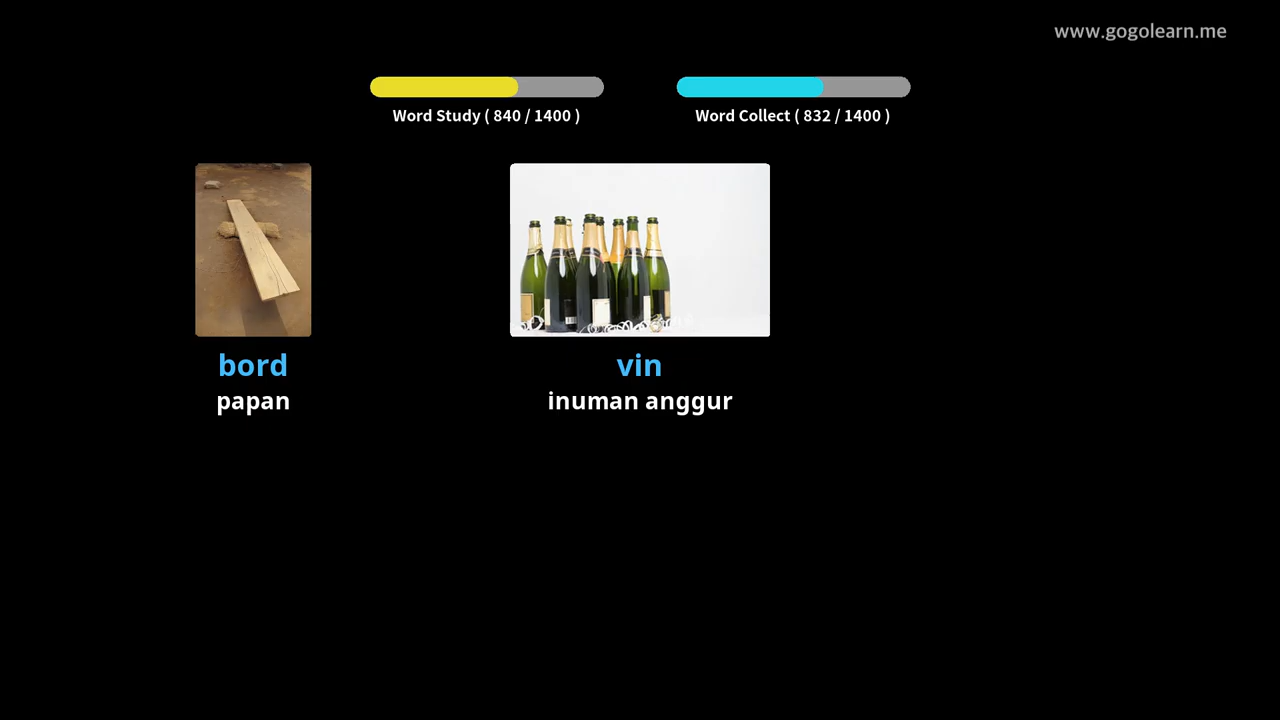 www.gogolearn.me
Word Study ( 840 / 1400 )
Word Collect ( 832 / 1400 )
bord
papan
vin
inuman anggur